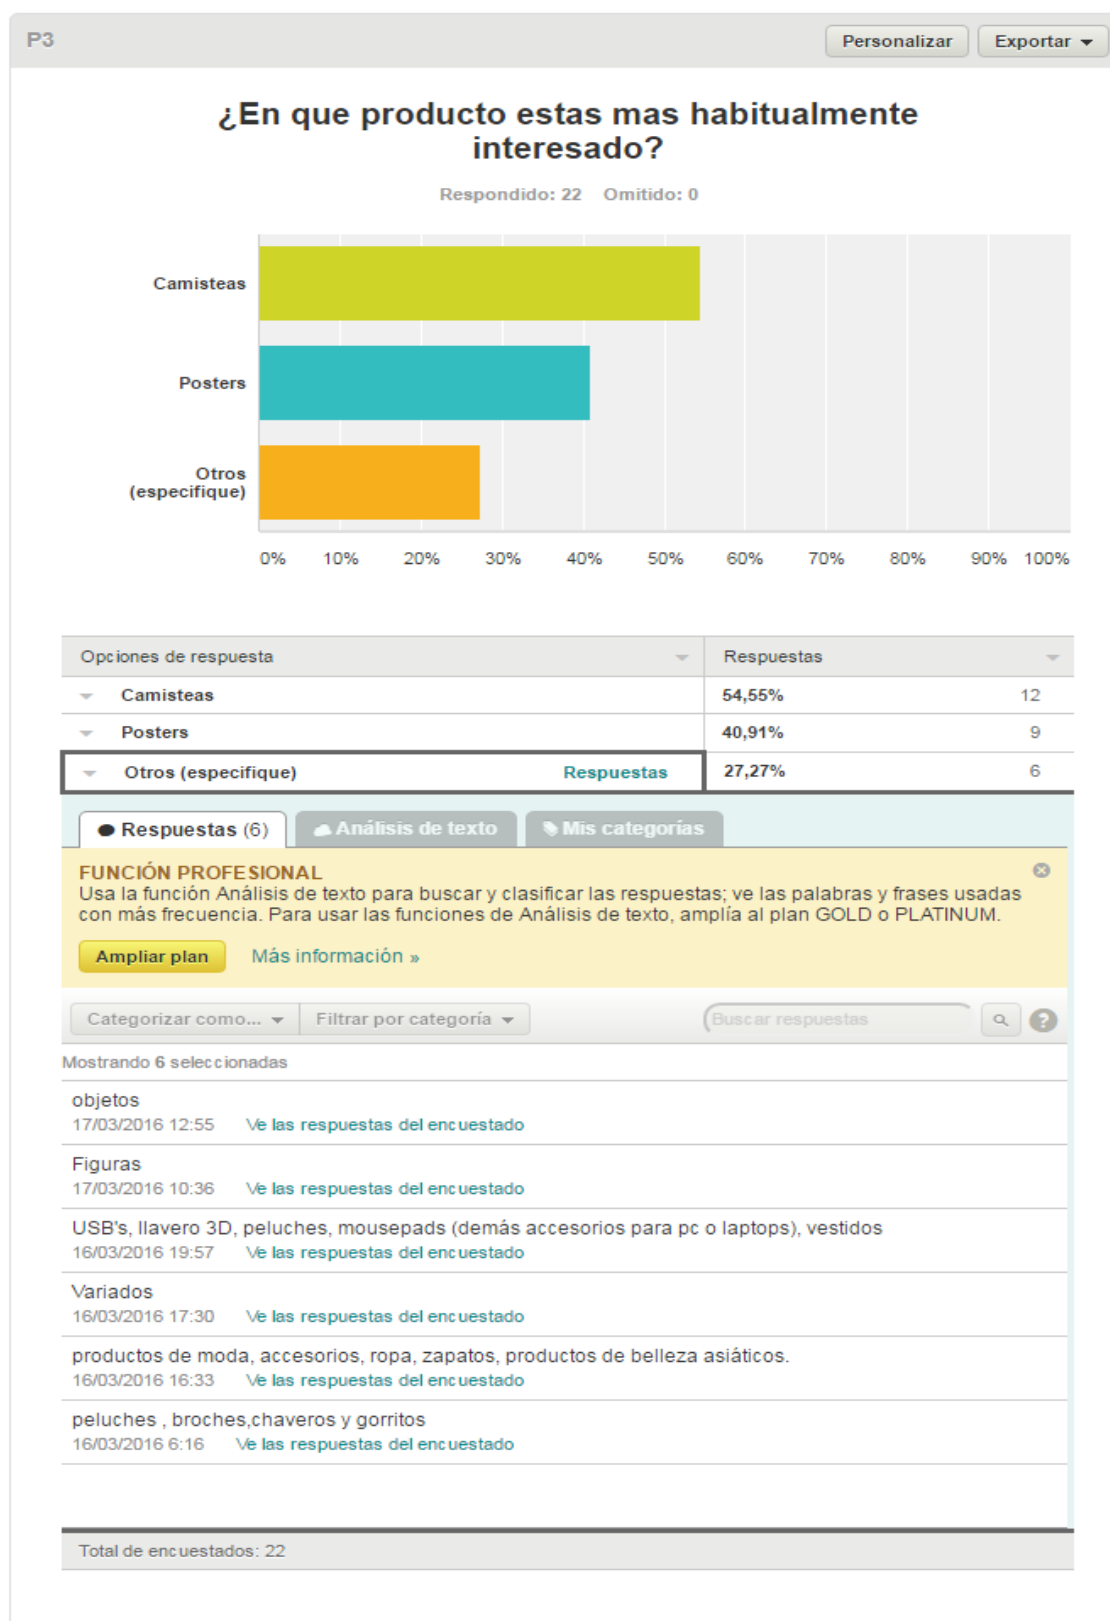 P3
Personalizar
Exportar
¿En que producto estas mas habitualmente
interesado?
Respondido: 22 Omitido: 0
Camisteas
Posters
Otros
(especifique)
0% 10% 20% 30% 40% 50% 60% 70% 80% 90% 100%
Opciones de respuesta Respuestas
Camisteas 54,55% 12
Posters 40,91% 9
Otros (especifique) Respuestas 27,27% 6
Respuestas (6) Análisis de texto Mis categorías
FUNCIÓN PROFESIONAL
Usa la función Análisis de texto para buscar y clasificar las respuestas; ve las palabras y frases usadas
con más frecuencia. Para usar las funciones de Análisis de texto, amplía al plan GOLD o PLATINUM.
Ampliar plan Más información »
Categorizar como... Filtrar por categoría Buscar respuestas ?
Mostrando 6 seleccionadas
objetos
17/03/2016 12:55 Ve las respuestas del encuestado
Figuras
17/03/2016 10:36 Ve las respuestas del encuestado
USB's, llavero 3D, peluches, mousepads (demás accesorios para pc o laptops), vestidos
16/03/2016 19:57 Ve las respuestas del encuestado
Variados
16/03/2016 17:30 Ve las respuestas del encuestado
productos de moda, accesorios, ropa, zapatos, productos de belleza asiáticos.
16/03/2016 16:33 Ve las respuestas del encuestado
peluches , broches,chaveros y gorritos
16/03/2016 6:16 Ve las respuestas del encuestado
Total de encuestados: 22